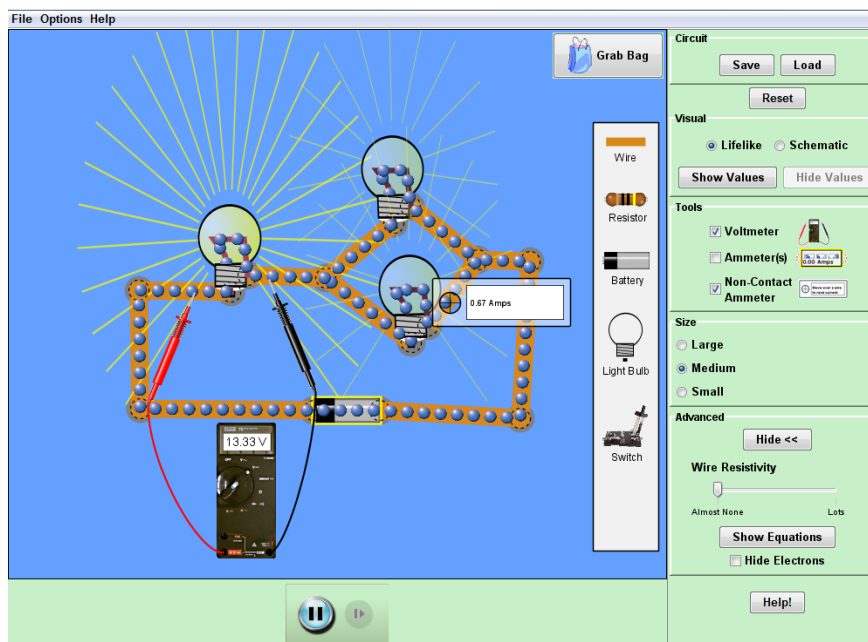 File Options Help
Grab Bag
Wire
Resistor
Battery
Light Bulb
Switch
0.67 Amps
13.33 V
Circuit
Save Load
Reset
Visual
Lifelike Schematic
Show Values Hide Values
Tools
Voltmeter
Ammeter(s)
0.00 Amps
Non-Contact
Ammeter
Size
Large
Medium
Small
Advanced
Hide <<
Wire Resistivity
Almost None Lots
Show Equations
Hide Electrons
Help!